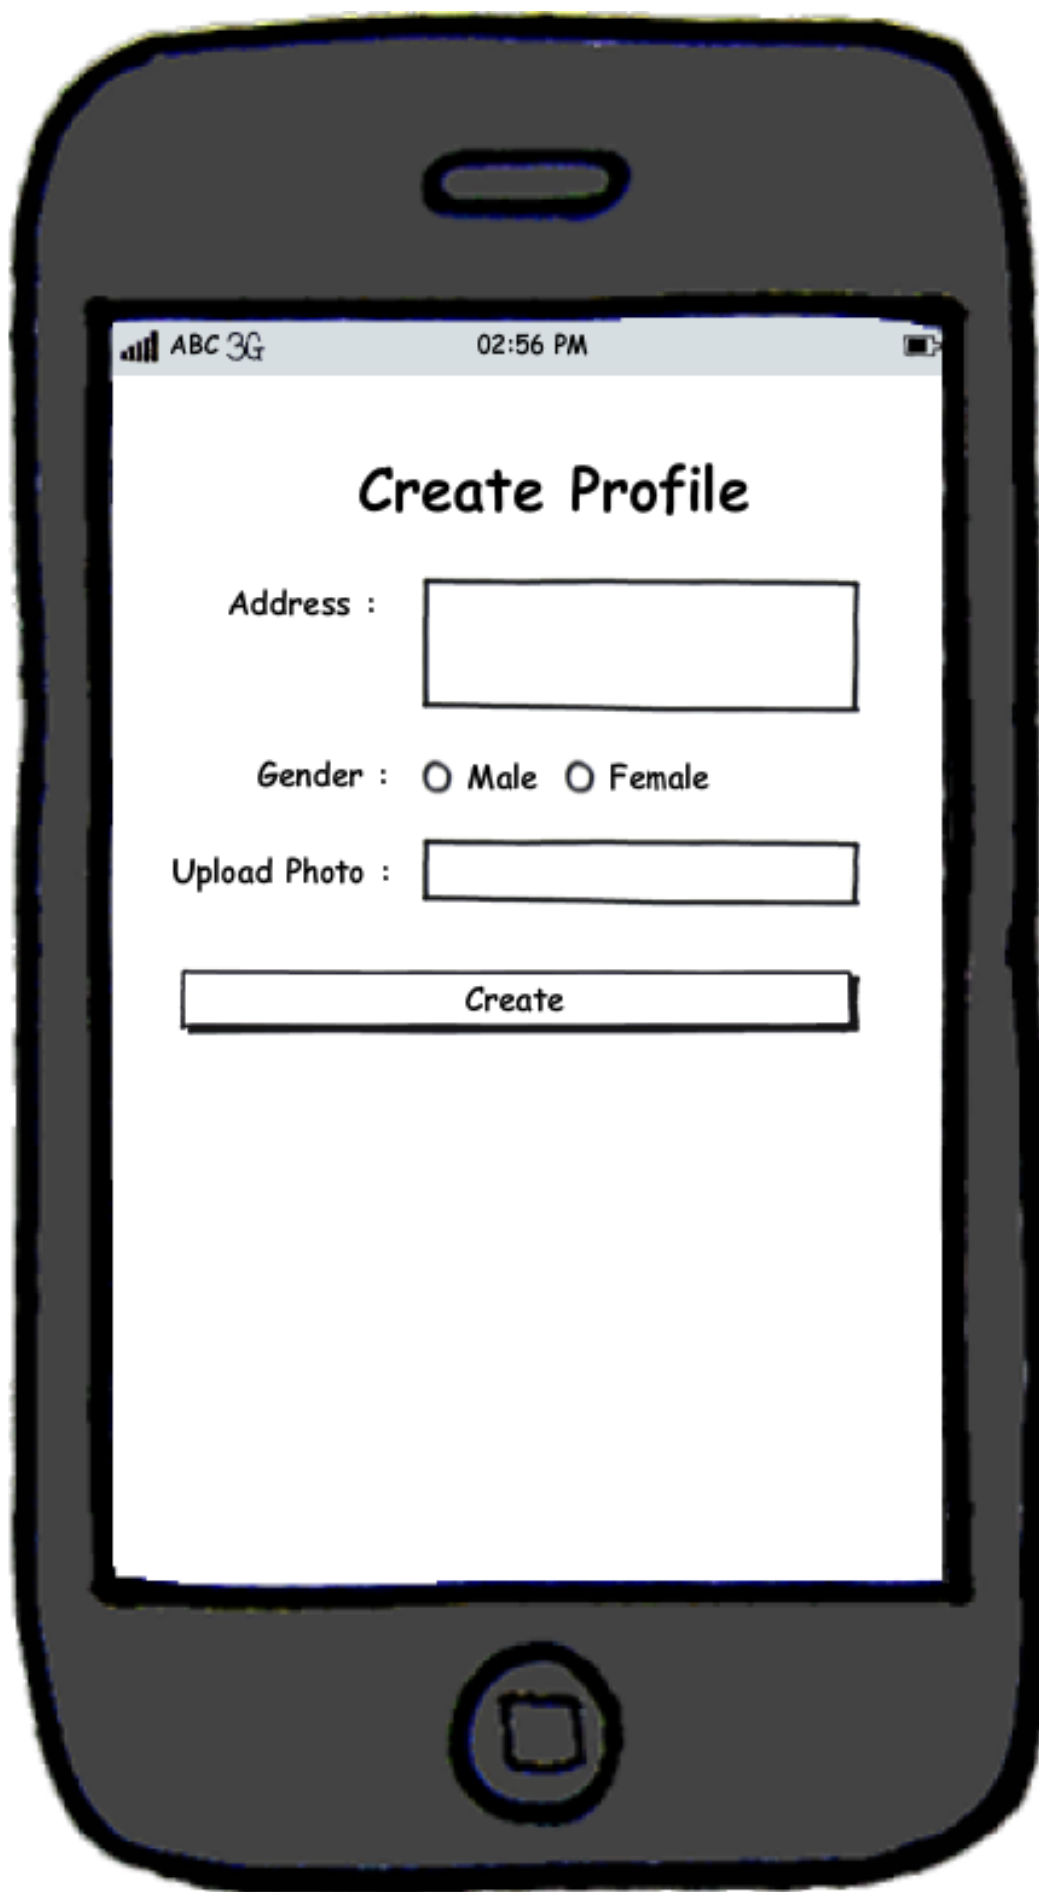 ABC 3G 02:56 PM
Create Profile
Address :
Gender : Male Female
Upload Photo :
Create